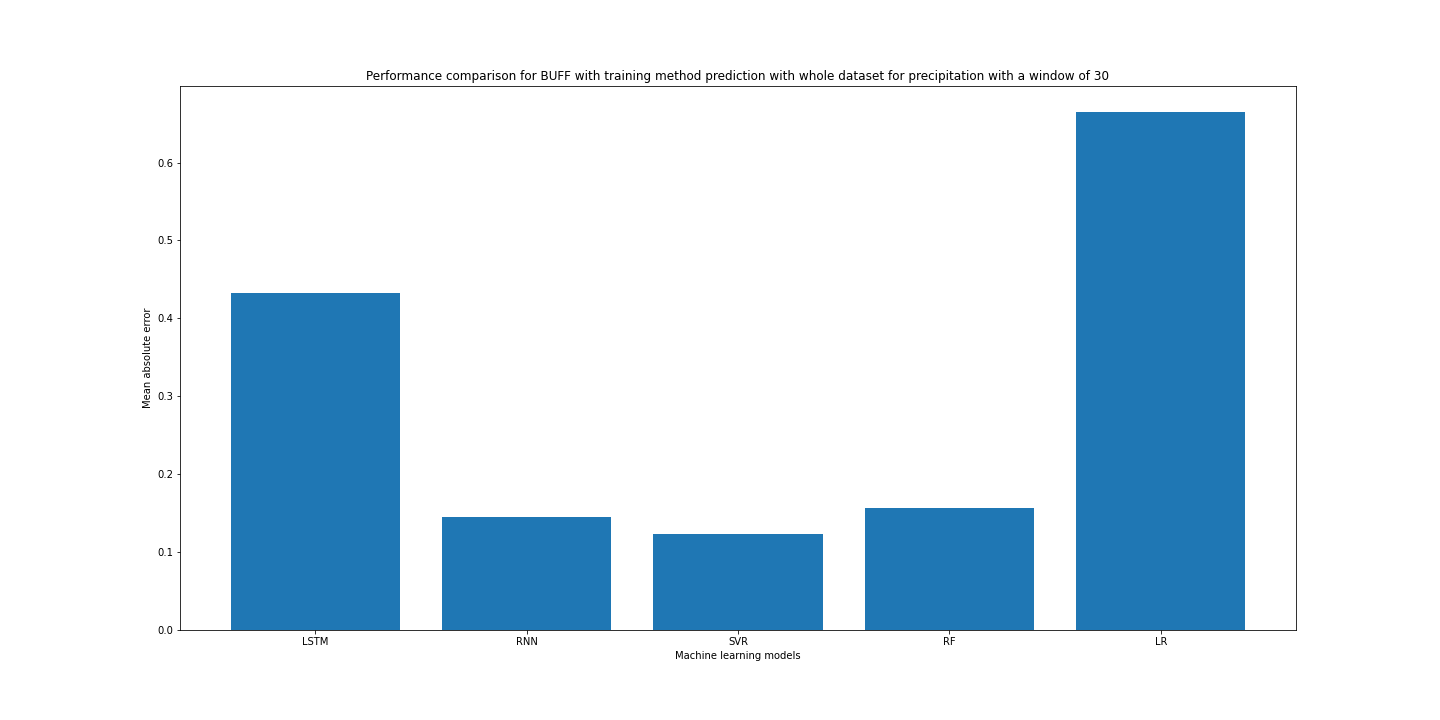 Performance comparison for BUFF with training method prediction with whole dataset for precipitation with a window of 30
Mean absolute error
0.6
0.5
0.4
0.3
0.2
0.1
0.0
LSTM RNN SVR RF LR
Machine learning models